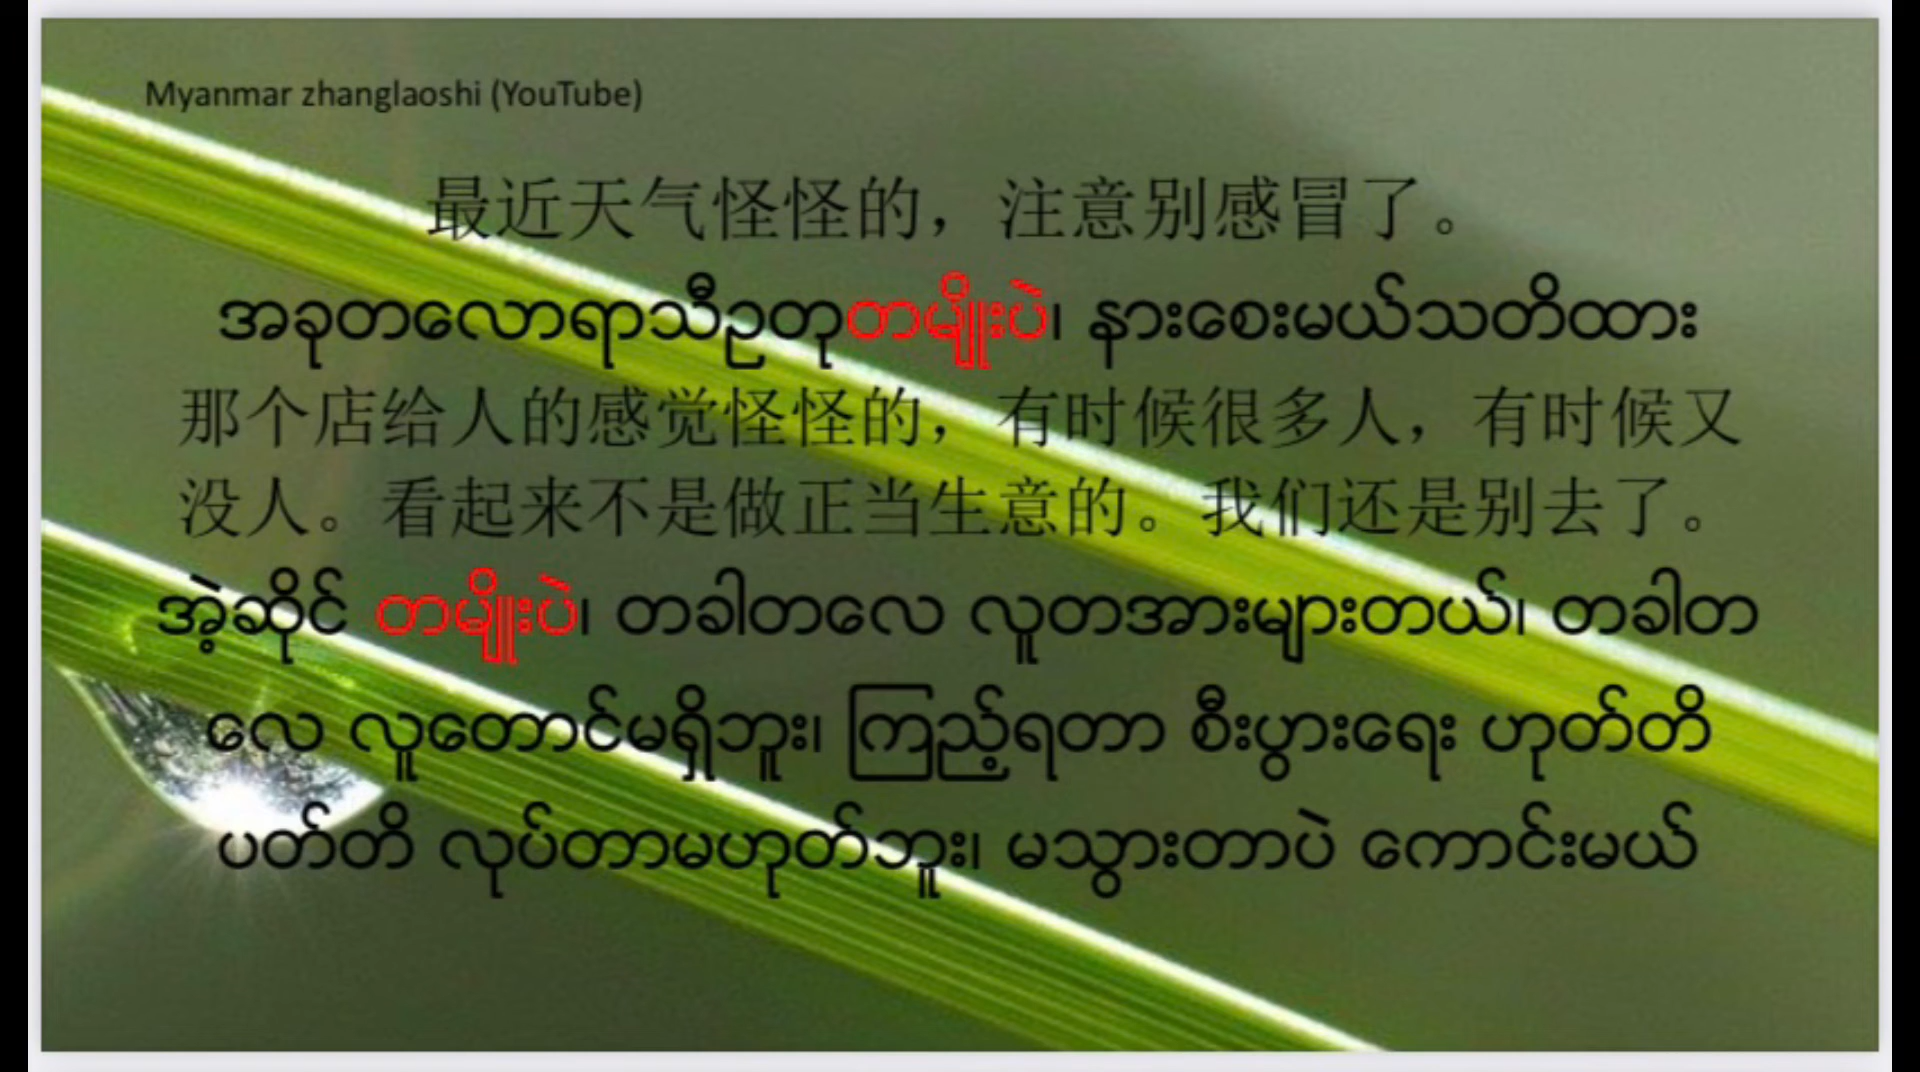 Myanmar zhanglaoshi (YouTube)
最近天气怪怪的，注意别感冒了。
အခုတလောရာသီဥတုတမျိုးပဲ၊ နားစေးမယ်သတိထား
那个店给人的感觉怪怪的，有时候很多人，有时候又
没人。看起来不是做正当生意的。我们还是别去了。
အဲ့ဆိုင် တမျိုးပဲ၊ တခါတလေ လူတအားများတယ်၊ တခါတ
လေ လူတောင်မရှိဘူး၊ ကြည့်ရတာ စီးပွားရေး ဟုတ်တိ
ပတ်တိ လုပ်တာမဟုတ်ဘူး၊ မသွားတာပဲ ကောင်းမယ်